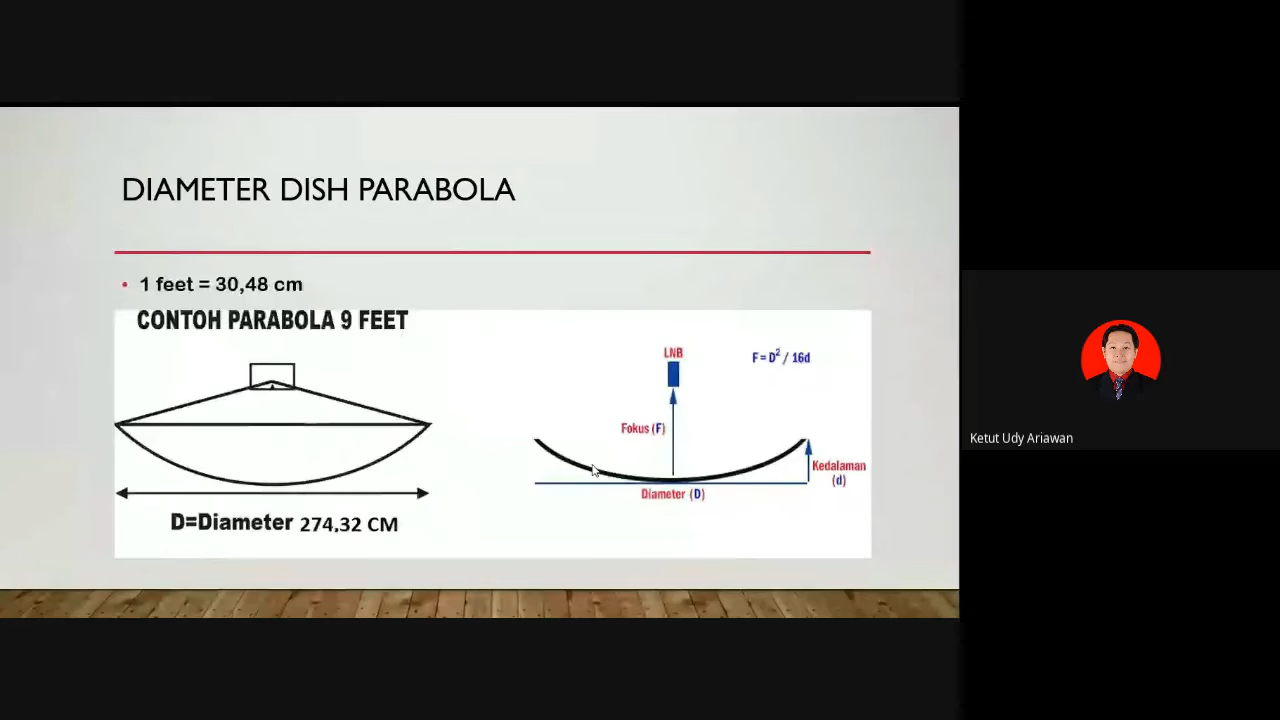 DIAMETER DISH PARABOLA
• 1 feet = 30,48 cm
CONTOH PARABOLA 9 FEET
D=Diameter 274,32 CM
LNB
F=D² / 16d
Fokus (F)
Kedalaman
(d)
Diameter (D)
Ketut Udy Ariawan